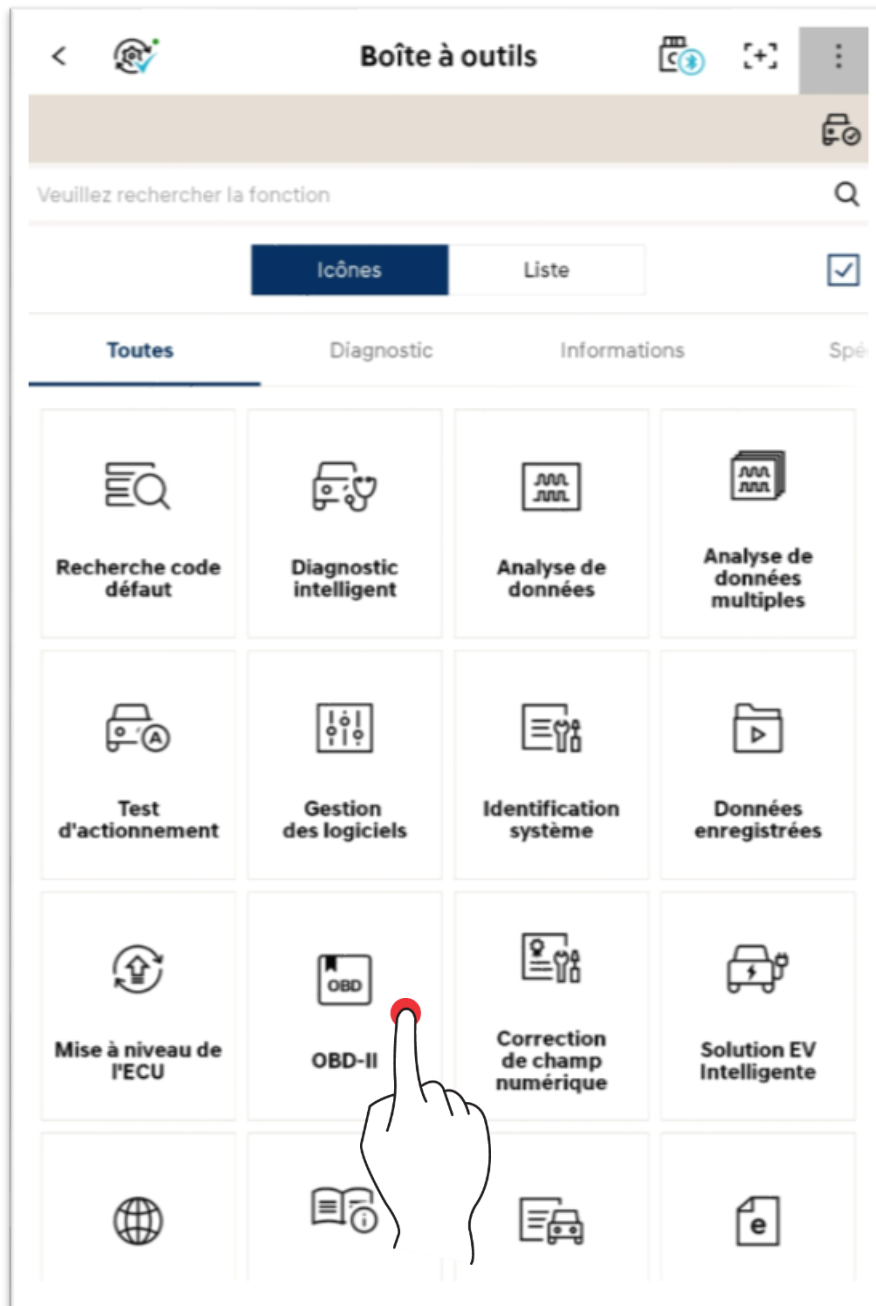 Boîte à outils
Veuillez rechercher la fonction
Icônes
Liste
Toutes
Diagnostic
Informations
Spé
Recherche code
défaut
Diagnostic
intelligent
Analyse de
données
Analyse de
données
multiples
Test
d'actionnement
Gestion
des logiciels
Identification
système
Données
enregistrées
Mise à niveau de
l'ECU
OBD
OBD-II
Correction
de champ
numérique
Solution EV
Intelligente
e